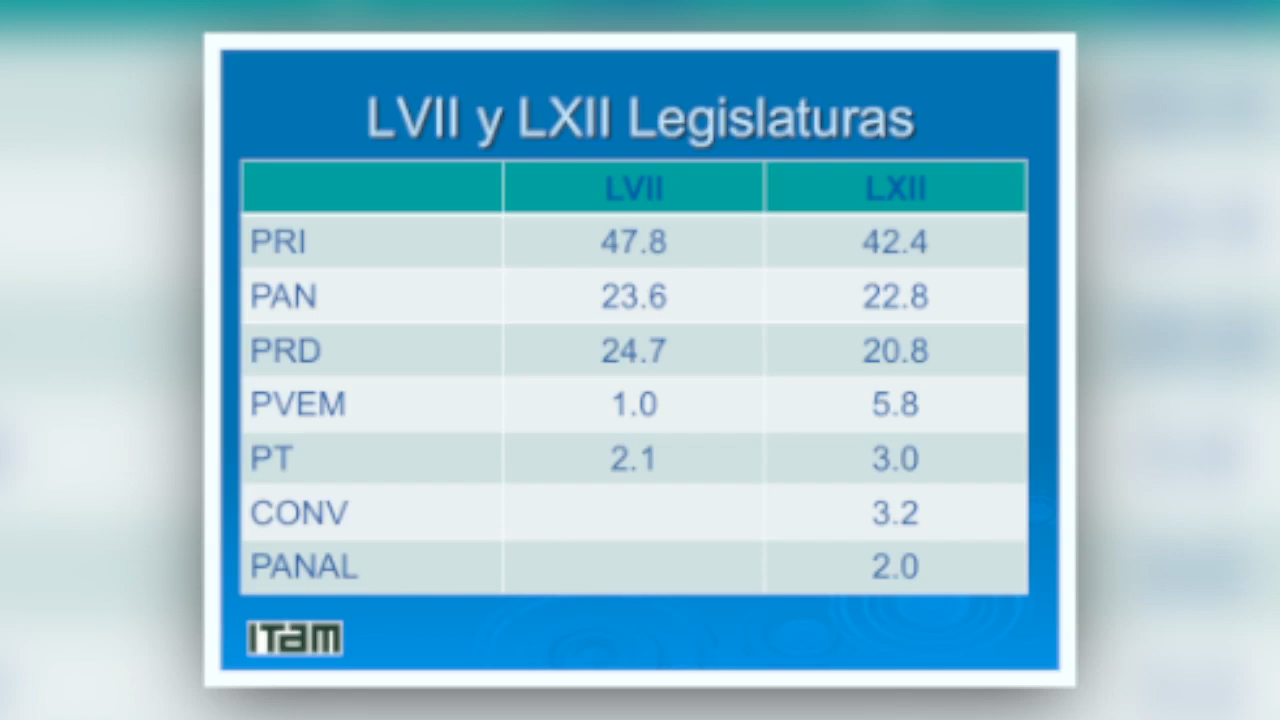 LVII y LXII Legislaturas
LVII LXII
PRI 47.8 42.4
PAN 23.6 22.8
PRD 24.7 20.8
PVEM 1.0 5.8
PT 2.1 3.0
CONV 3.2
PANAL 2.0
ITAM